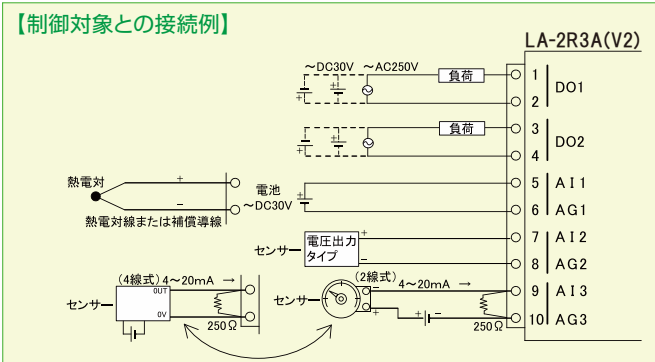 【制御対象との接続例】
LA-2R3A(V2)
～DC30V ～AC250V
負荷
+
+
1
2
DO1
負荷
+
+
3
4
DO2
熱電対
+
−
熱電対線または補償導線
電池
～DC30V
+
5 AI1
6 AG1
センサー
電圧出力
タイプ
+
−
7 AI2
8 AG2
(4線式) 4～20mA →
センサー
OUT
0V
250Ω
(2線式)
4～20mA →
センサー
−
+
+ −
250Ω
9 AI3
10 AG3